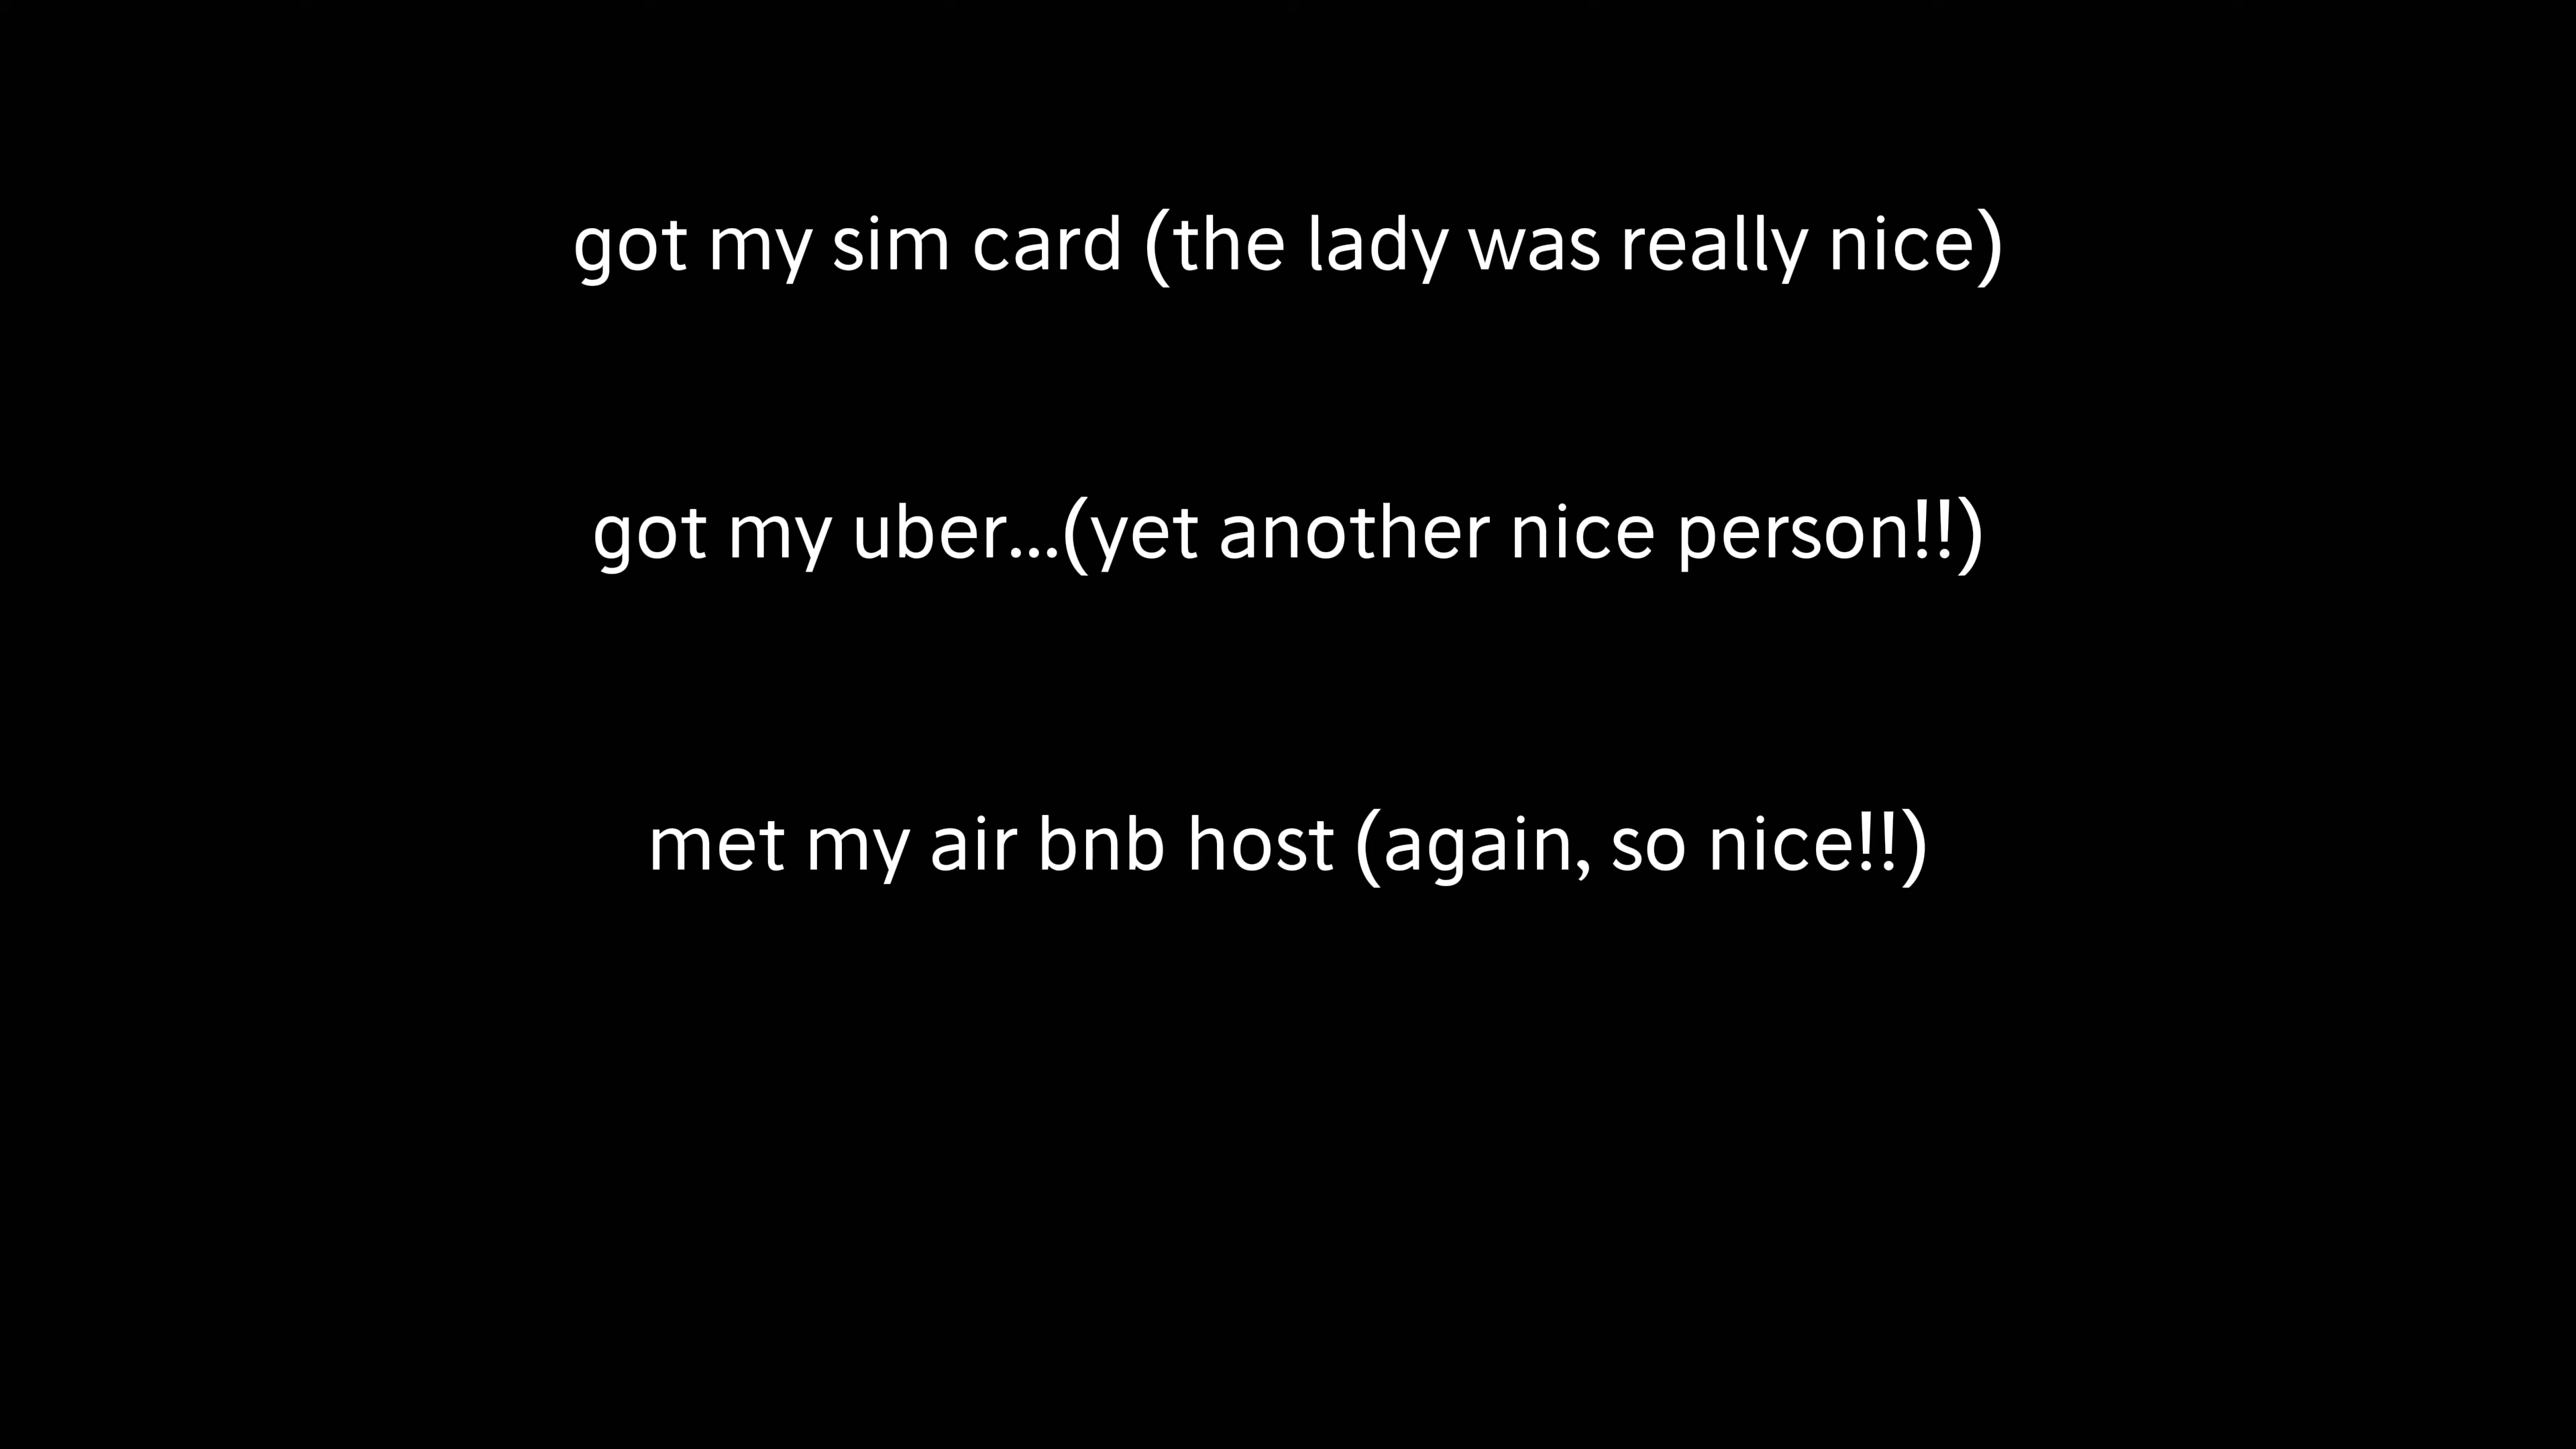 got my sim card (the lady was really nice)
got my uber...(yet another nice person!!)
met my air bnb host (again, so nice!!)